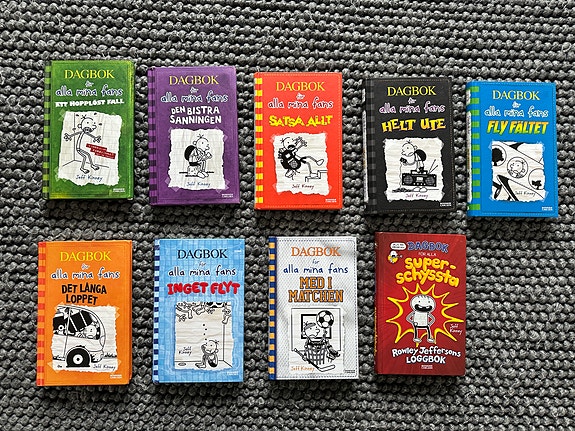 DAGBOK
för
alla mina fans
ETT HOPPLÖST FALL
Jeff Kinney
DAGBOK
för
alla mina fans
DEN BISTRA
SANNINGEN
Jeff Kinney
DAGBOK
för
alla mina fans
SATSA ALLT
Jeff Kinney
DAGBOK
för
alla mina fans
HELT UTE
Jeff Kinney
DAGBOK
för
alla mina fans
FLY FÄLTET
DAGBOK
för
alla mina fans
DET LÅNGA
LOPPET
Jeff Kinney
DAGBOK
för
alla mina fans
INGET FLYT
Jeff Kinney
DAGBOK
för
alla mina fans
MED I
MATCHEN
Jeff Kinney
DAGBOK
FÖR ALLA
SUPER-
SCHYSSTA
Jeff
Kinney
Rowley Jeffersons
LOGGBOK